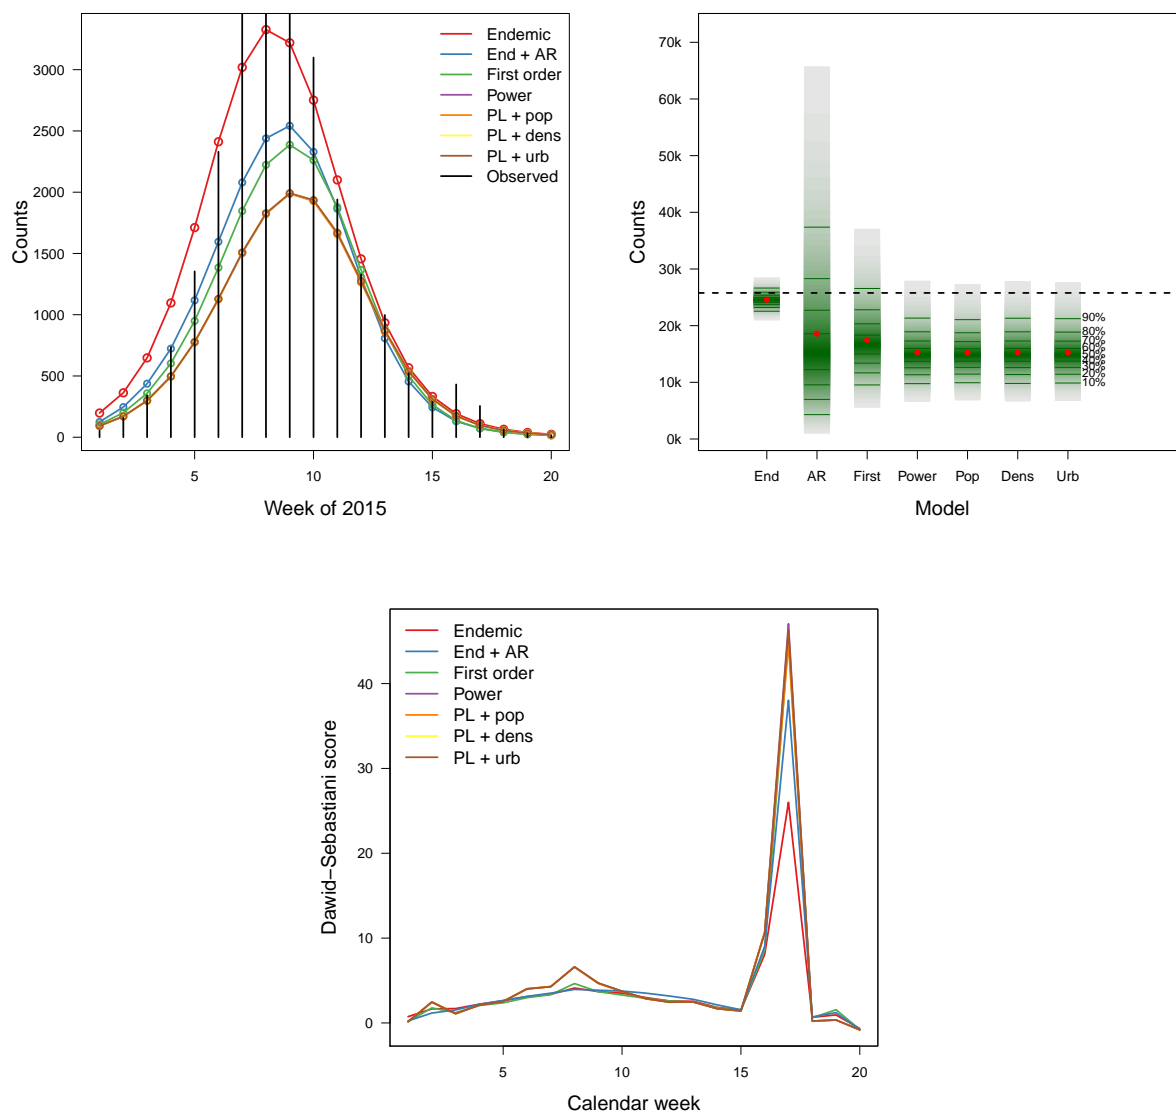 Counts
3000
2500
2000
1500
1000
500
0
5
10
15
20
Week of 2015
Endemic
End + AR
First order
Power
PL + pop
PL + dens
PL + urb
Observed
Counts
70k
60k
50k
40k
30k
20k
10k
0k
90%
80%
70%
60%
50%
40%
30%
20%
10%
End AR First Power Pop Dens Urb
Model
Dawid−Sebastiani score
40
30
20
10
0
Endemic
End + AR
First order
Power
PL + pop
PL + dens
PL + urb
5
10
15
20
Calendar week